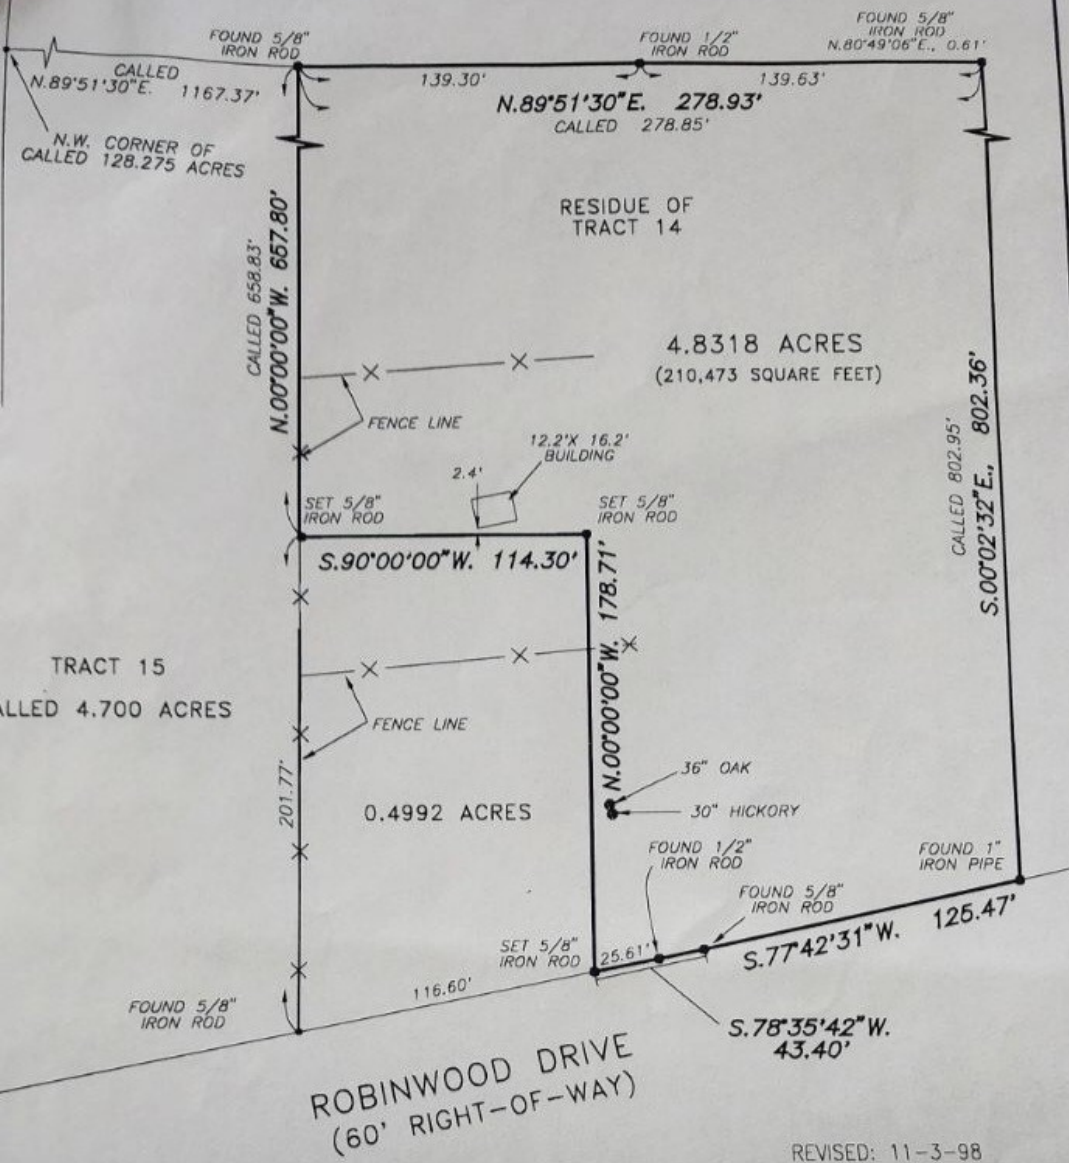 FOUND 5/8"
IRON ROD
FOUND 1/2"
IRON ROD
FOUND 5/8"
IRON ROD
N.80°49'06"E., 0.61'
CALLED
N.89°51'30"E. 1167.37'
139.30'
139.63'
N.89°51'30"E. 278.93'
CALLED 278.85'
N.W. CORNER OF
CALLED 128.275 ACRES
RESIDUE OF
TRACT 14
CALLED 658.83'
N.00°00'00"W. 657.80'
4.8318 ACRES
(210,473 SQUARE FEET)
FENCE LINE
12.2'X 16.2'
BUILDING
2.4'
CALLED 802.95'
S.00°02'32"E., 802.36'
SET 5/8"
IRON ROD
SET 5/8"
IRON ROD
S.90°00'00"W. 114.30'
N.00°00'00"W. 178.71'
TRACT 15
ALLED 4.700 ACRES
FENCE LINE
201.77'
36" OAK
30" HICKORY
0.4992 ACRES
FOUND 1/2"
IRON ROD
FOUND 1"
IRON PIPE
FOUND 5/8"
IRON ROD
SET 5/8"
IRON ROD
25.61'
S.77°42'31"W. 125.47'
116.60'
FOUND 5/8"
IRON ROD
S.78°35'42"W.
43.40'
ROBINWOOD DRIVE
(60' RIGHT-OF-WAY)
REVISED: 11-3-98